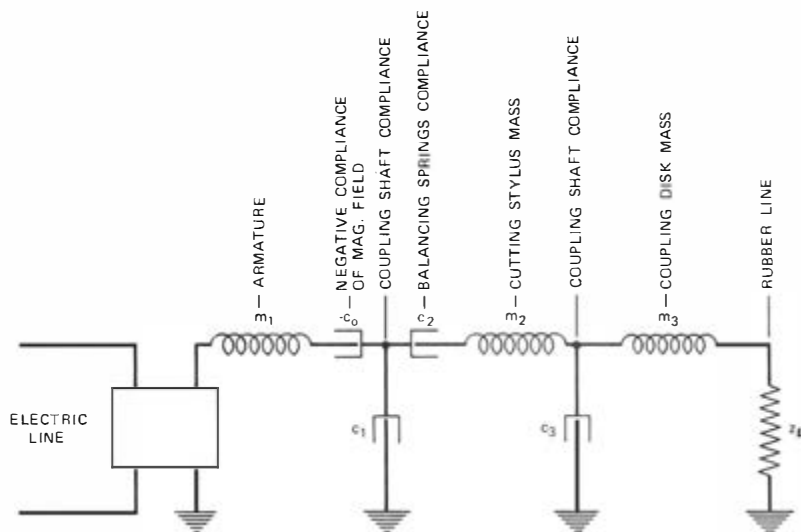 ARMATURE
NEGATIVE COMPLIANCE
OF MAG. FIELD
COUPLING SHAFT COMPLIANCE
BALANCING SPRINGS COMPLIANCE
CUTTING STYLUS MASS
COUPLING SHAFT COMPLIANCE
COUPLING DISK MASS
RUBBER LINE
m₁
-c₀
c₂
m₂
m₃
ELECTRIC
LINE
c₁
c₃